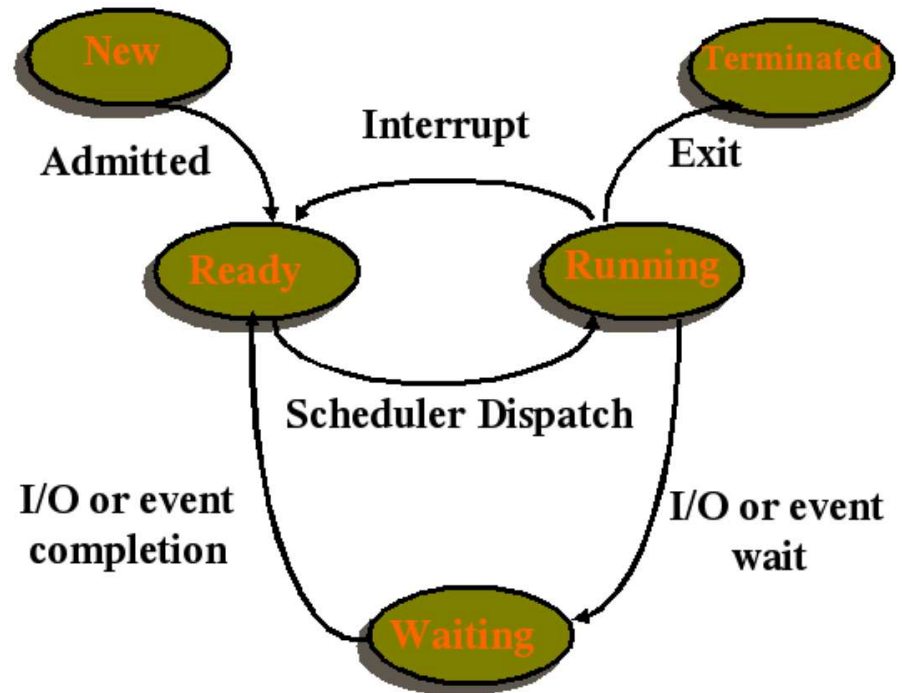 New
Terminated
Interrupt
Admitted
Exit
Ready
Running
Scheduler Dispatch
I/O or event
completion
I/O or event
wait
Waiting